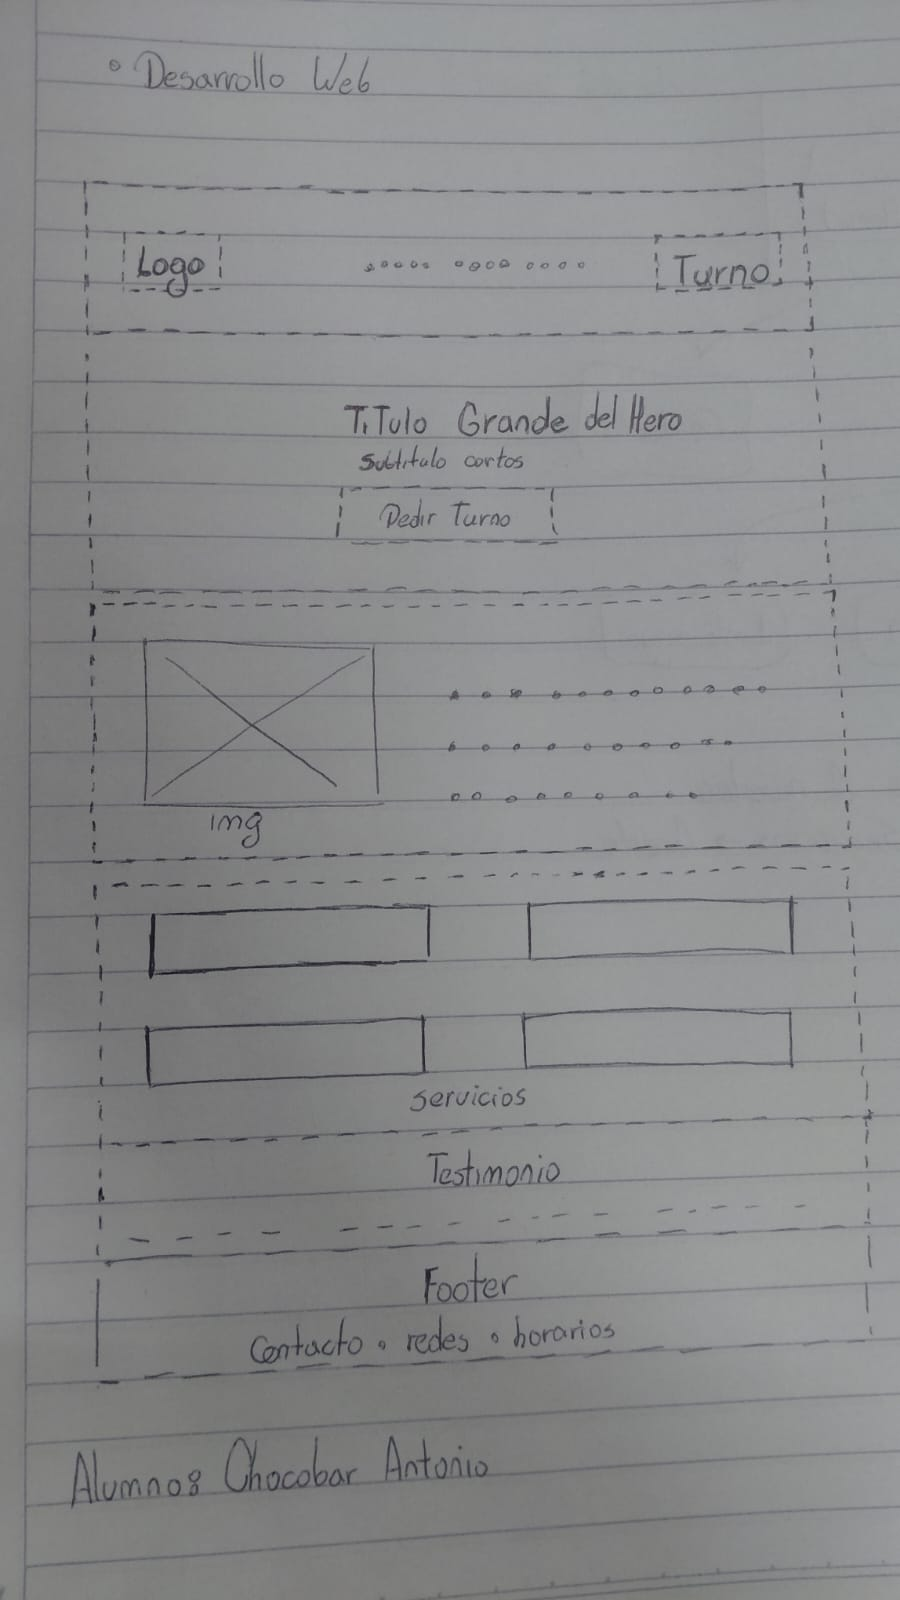 ° Desarrollo Web
Logo
Turno
Titulo Grande del Hero
Subtitulo cortos
Pedir Turno
img
Servicios
Testimonio
Footer
Contacto • redes • horarios
Alumno: Chocobar Antonio